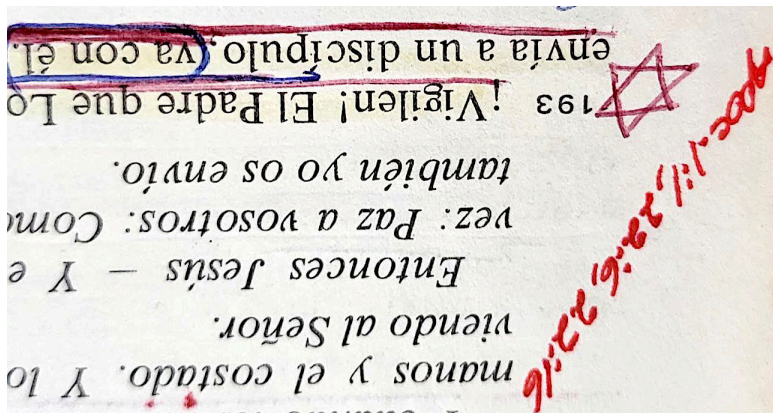 manos y el costado. Y lo
viendo al Señor.
Entonces Jesús – Y e
vez: Paz a vosotros: Como
también yo os envío.
193 ¡Vigilen! El Padre que Lo
envía a un discípulo, va con él.
Apoc. 1:1, 22:6, 22:16